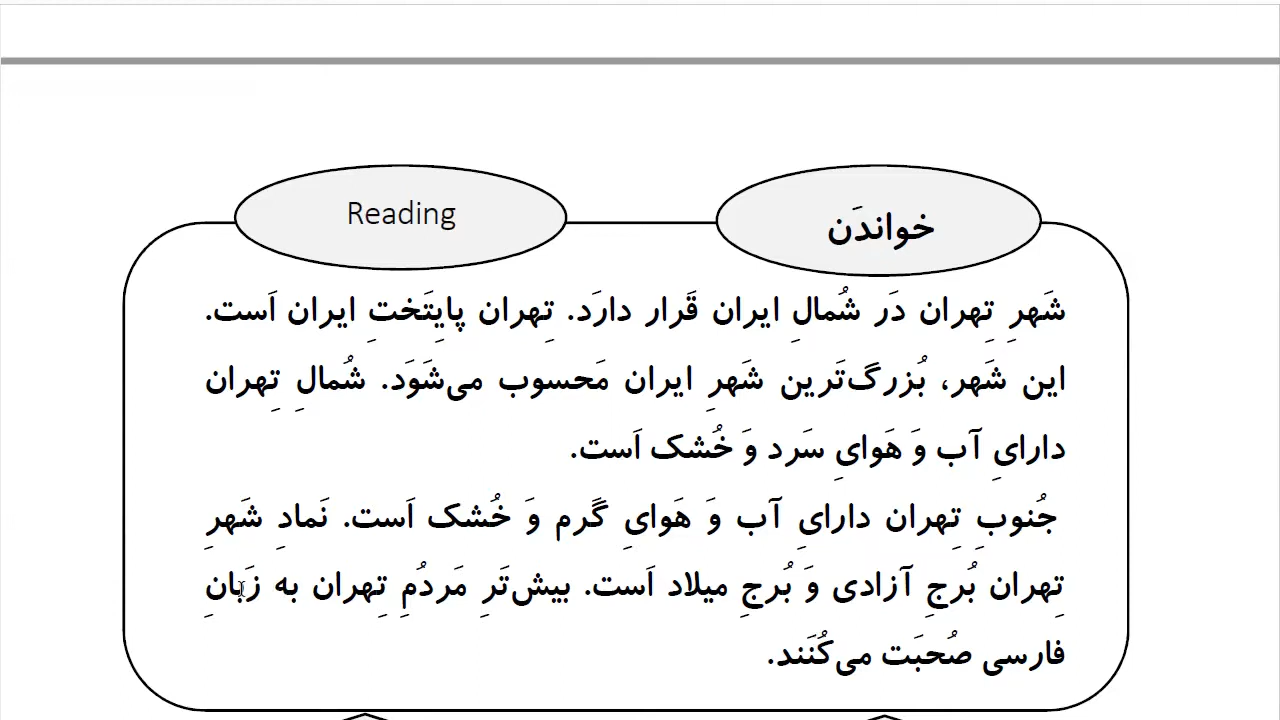 Reading
خواندَن
شَهرِ تِهران دَر شُمالِ ایران قَرار دارَد. تِهران پایِتَختِ ایران اَست.
این شَهر، بُزرگ‌تَرین شَهرِ ایران مَحسوب می‌شَوَد. شُمالِ تِهران
دارایِ آب وَ هَوایِ سَرد وَ خُشک اَست.
جُنوبِ تِهران دارایِ آب وَ هَوایِ گَرم وَ خُشک اَست. نَمادِ شَهرِ
تِهران بُرجِ آزادی وَ بُرجِ میلاد اَست. بیش‌تَرِ مَردُمِ تِهران به زَبانِ
فارسی صُحبَت می‌کُنَند.